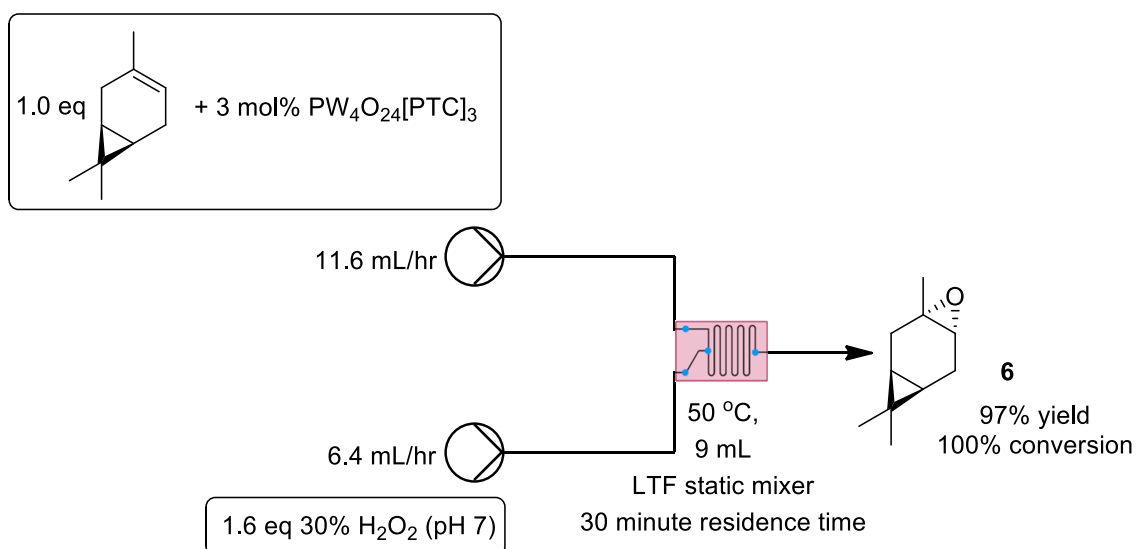 1.0 eq + 3 mol% PW₄O₂₄[PTC]₃
11.6 mL/hr
O
6
97% yield
100% conversion
50 °C,
9 mL
6.4 mL/hr
LTF static mixer
1.6 eq 30% H₂O₂ (pH 7)
30 minute residence time